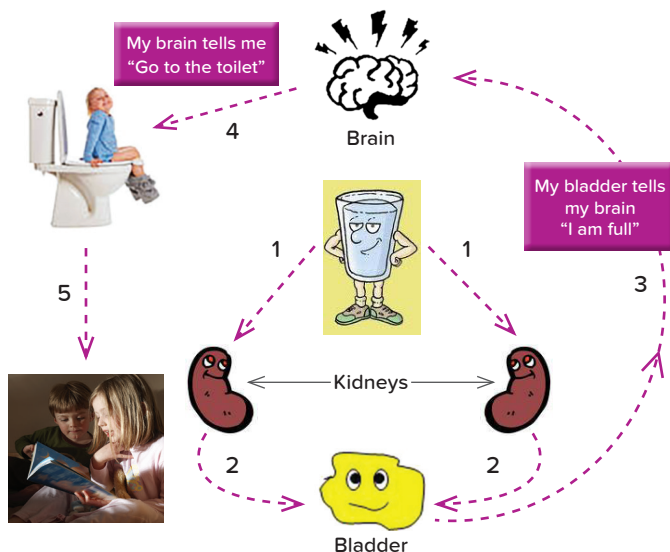 My brain tells me
“Go to the toilet”
4
Brain
My bladder tells
my brain
“I am full”
1
1
3
5
Kidneys
2
2
Bladder